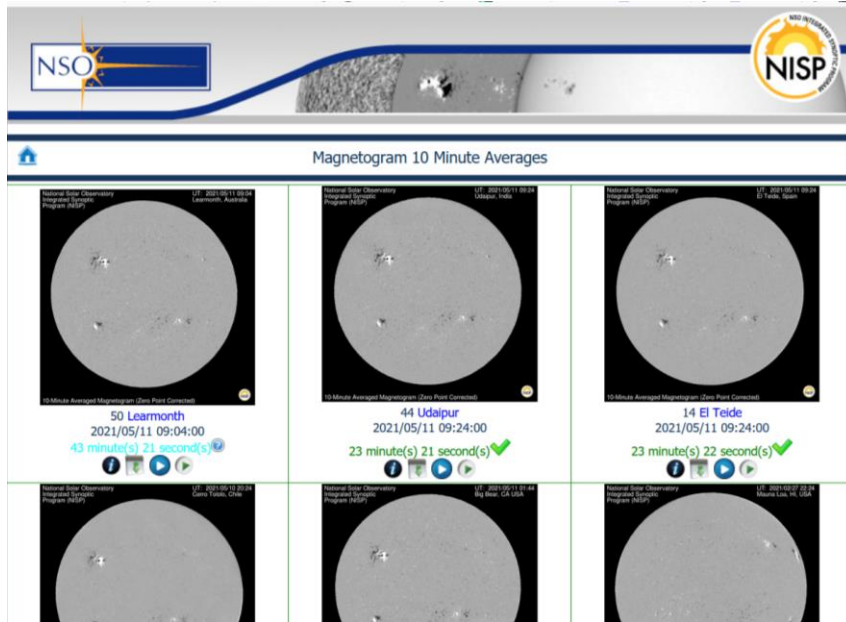 NSO
NSO INTEGRATED
SYNOPTIC PROGRAM
NISP
Magnetogram 10 Minute Averages
National Solar Observatory
Integrated Synoptic
Program (NISP)
UT: 2021/05/11 09:04
Learmonth, Australia
10-Minute Averaged Magnetogram (Zero Point Corrected)
50 Learmonth
2021/05/11 09:04:00
43 minute(s) 21 second(s)
National Solar Observatory
Integrated Synoptic
Program (NISP)
UT: 2021/05/11 09:24
Udaipur, India
10-Minute Averaged Magnetogram (Zero Point Corrected)
44 Udaipur
2021/05/11 09:24:00
23 minute(s) 21 second(s)
National Solar Observatory
Integrated Synoptic
Program (NISP)
UT: 2021/05/11 09:24
El Teide, Spain
10-Minute Averaged Magnetogram (Zero Point Corrected)
14 El Teide
2021/05/11 09:24:00
23 minute(s) 22 second(s)
National Solar Observatory
Integrated Synoptic
Program (NISP)
UT: 2021/05/10 20:24
Cerro Tololo, Chile
National Solar Observatory
Integrated Synoptic
Program (NISP)
UT: 2021/05/11 01:44
Big Bear, CA USA
National Solar Observatory
Integrated Synoptic
Program (NISP)
UT: 2021/02/27 22:24
Mauna Loa, HI, USA